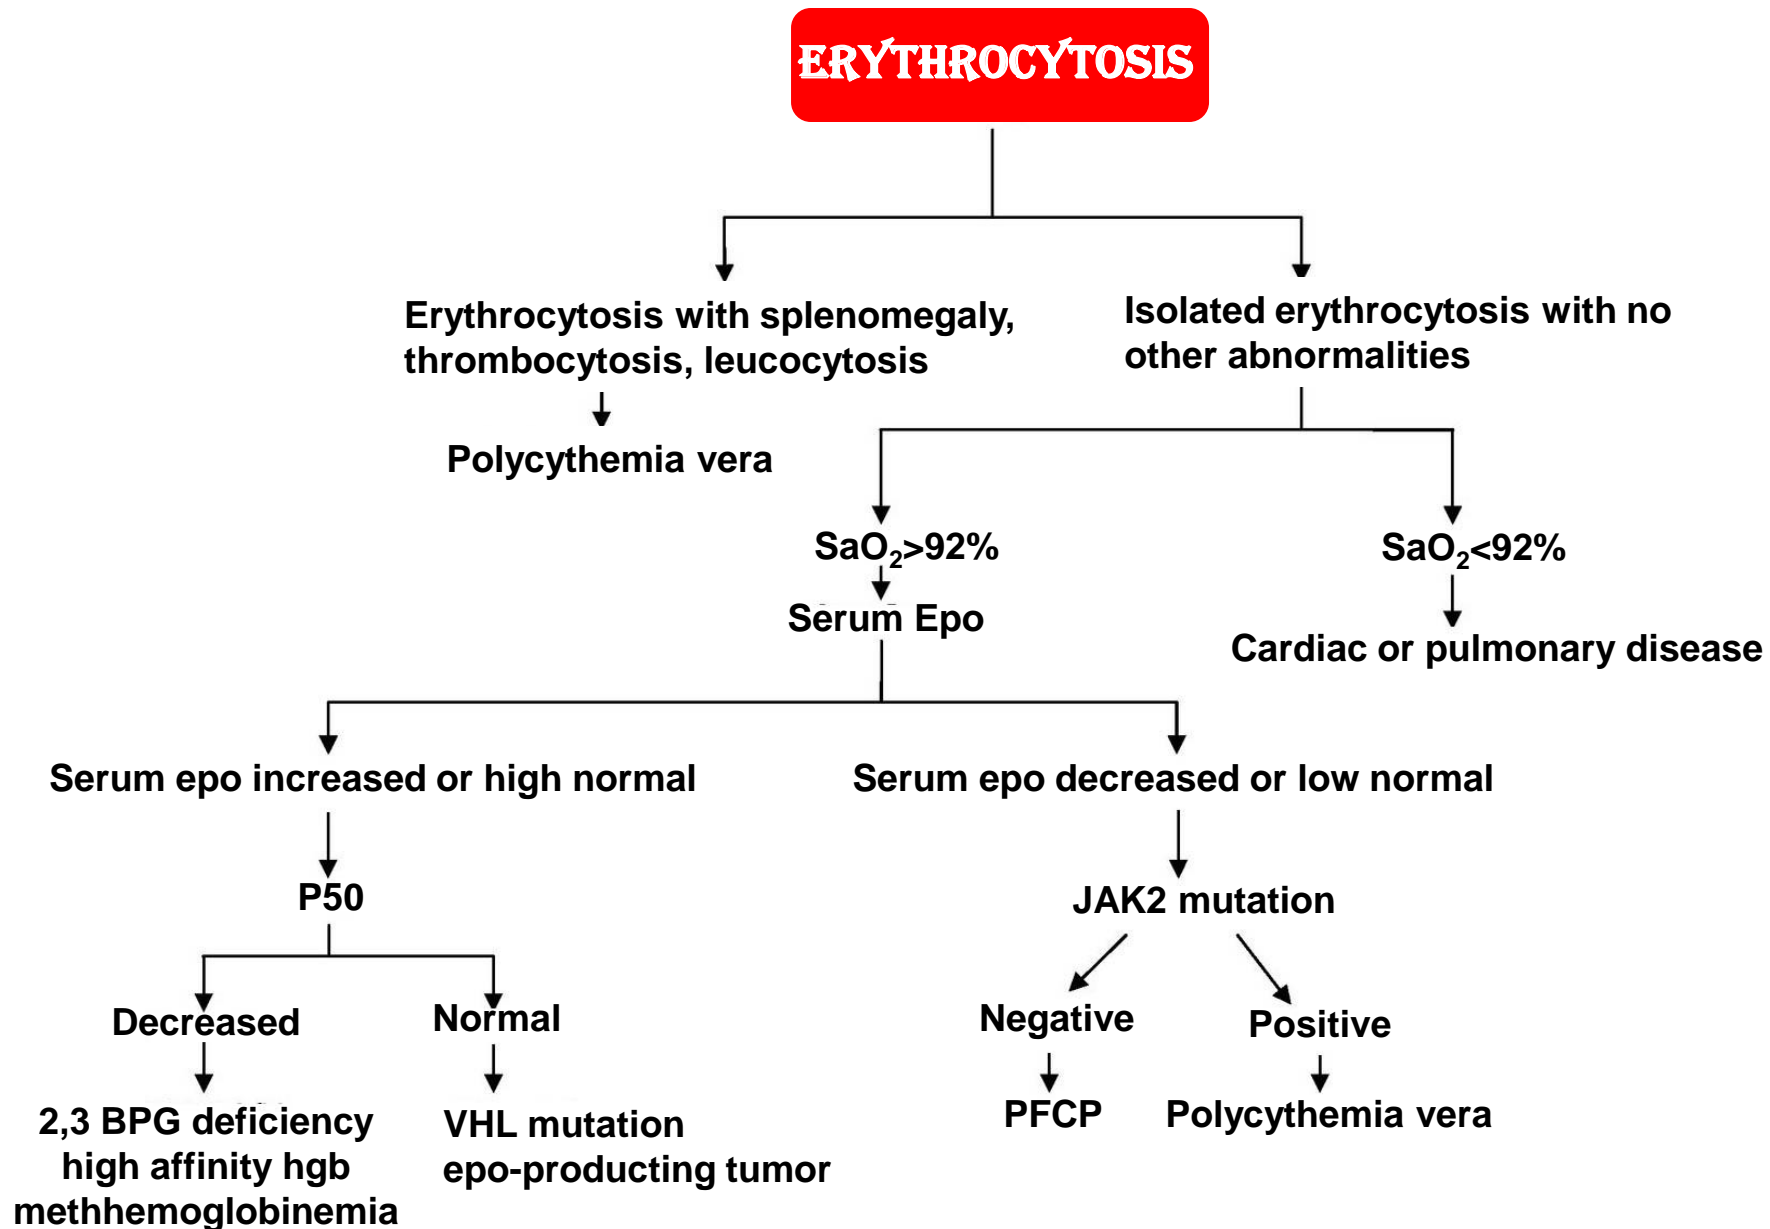 ERYTHROCYTOSIS
Erythrocytosis with splenomegaly,
thrombocytosis, leucocytosis
Isolated erythrocytosis with no
other abnormalities
Polycythemia vera
SaO₂>92%
SaO₂<92%
Serum Epo
Cardiac or pulmonary disease
Serum epo increased or high normal
Serum epo decreased or low normal
P50
JAK2 mutation
Decreased
Normal
Negative
Positive
2,3 BPG deficiency
high affinity hgb
methhemoglobinemia
VHL mutation
epo-producting tumor
PFCP
Polycythemia vera